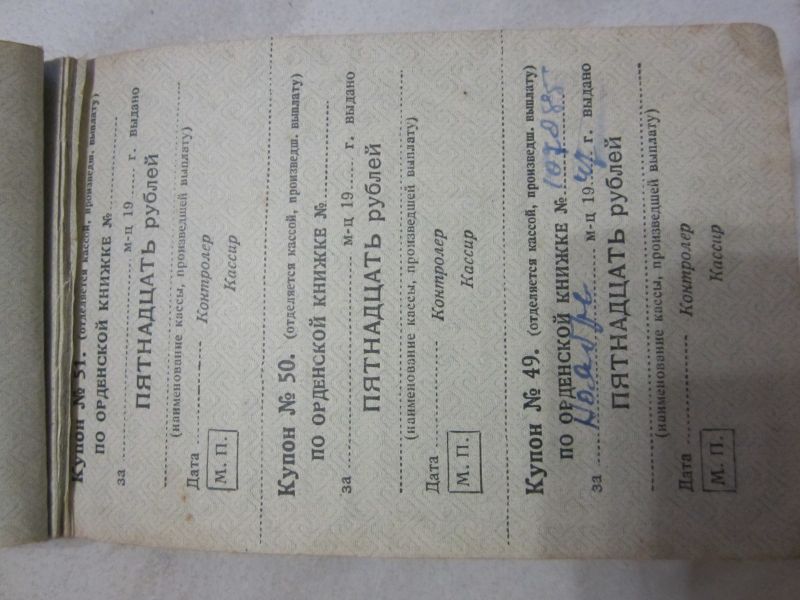 Купон № 51. (отделяется кассой, произведш. выплату)
ПО ОРДЕНСКОЙ КНИЖКЕ №
за м-ц 19 г. выдано
ПЯТНАДЦАТЬ рублей
(наименование кассы, произведшей выплату)
Дата Контролер
М. П. Кассир
Купон № 50. (отделяется кассой, произведш. выплату)
ПО ОРДЕНСКОЙ КНИЖКЕ №
за м-ц 19 г. выдано
ПЯТНАДЦАТЬ рублей
(наименование кассы, произведшей выплату)
Дата Контролер
М. П. Кассир
Купон № 49. (отделяется кассой, произведш. выплату)
ПО ОРДЕНСКОЙ КНИЖКЕ № 1070885
за Ноябре м-ц 19 г. выдано
ПЯТНАДЦАТЬ рублей
(наименование кассы, произведшей выплату)
Дата Контролер
М. П. Кассир